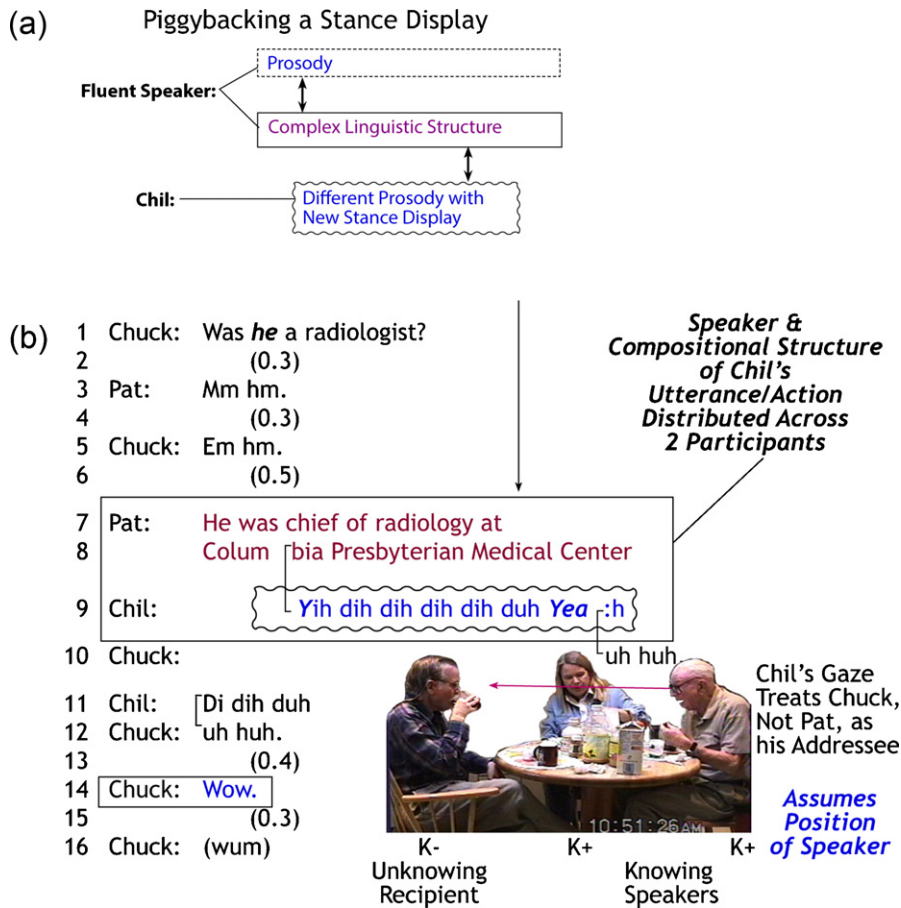 (a) Piggybacking a Stance Display
Prosody
Fluent Speaker:
Complex Linguistic Structure
Chil:
Different Prosody with
New Stance Display
(b)
1 Chuck: Was he a radiologist?
2 (0.3)
3 Pat: Mm hm.
4 (0.3)
5 Chuck: Em hm.
6 (0.5)
Speaker &
Compositional Structure
of Chil's
Utterance/Action
Distributed Across
2 Participants
7 Pat: He was chief of radiology at
8 Colum bia Presbyterian Medical Center
9 Chil: Yih dih dih dih dih duh Yea :h
10 Chuck: uh huh.
11 Chil: Di dih duh
12 Chuck: uh huh.
13 (0.4)
14 Chuck: Wow.
15 (0.3)
16 Chuck: (wum)
Chil's Gaze
Treats Chuck,
Not Pat, as
his Addressee
Assumes
Position
of Speaker
10:51:26 AM
K- K+ K+
Unknowing Knowing
Recipient Speakers